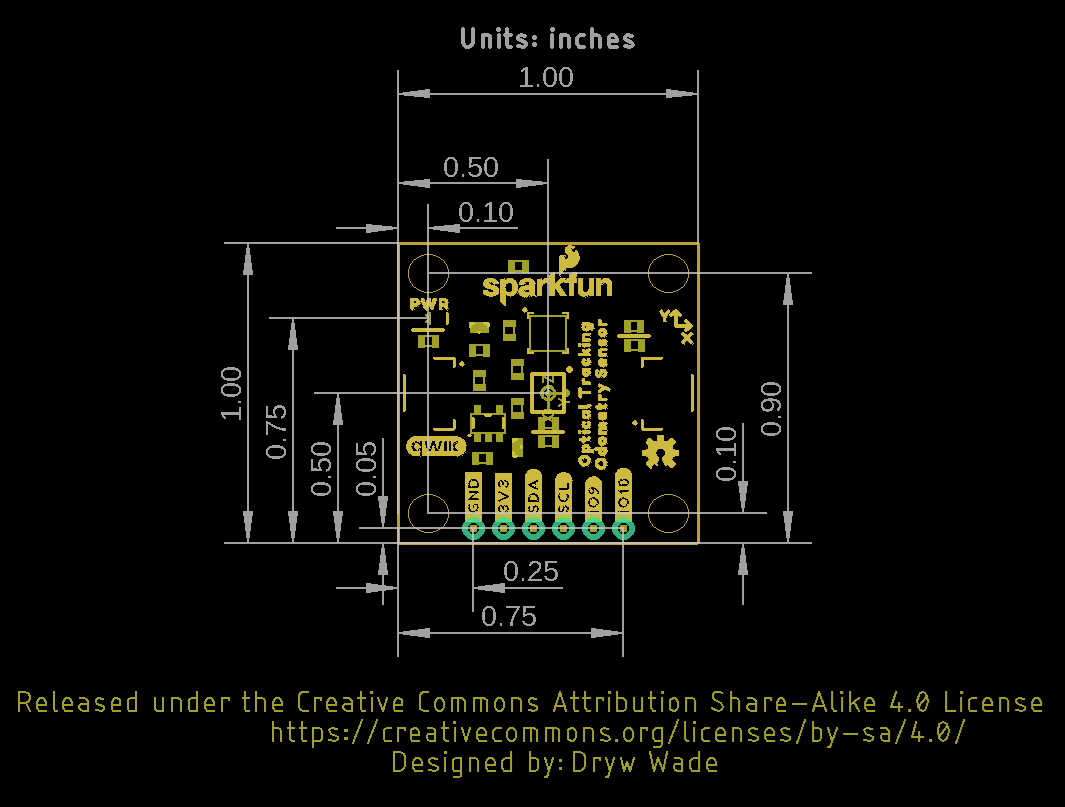 Units: inches
1.00
0.50
0.10
sparkfun
PWR
Y
X
1.00
0.75
0.50
0.05
Optical Tracking
Odometry Sensor
0.90
0.10
QWIIC
GND
3V3
SDA
SCL
IO9
IO10
0.25
0.75
Released under the Creative Commons Attribution Share-Alike 4.0 License
https://creativecommons.org/licenses/by-sa/4.0/
Designed by: Dryw Wade